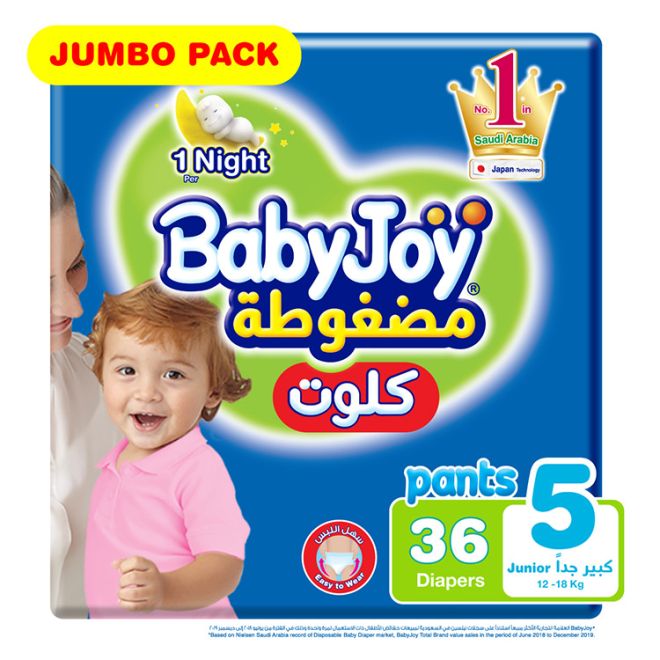 JUMBO PACK
No. 1 in
Saudi Arabia
Japan Technology
1 Night
Per
BabyJoy®
مضغوطة
كلوت
pants 5
36
Diapers
كبير جداً Junior
12 -18 Kg
سهل اللبس
Easy to Wear
*Based on Nielsen Saudi Arabia record of Disposable Baby Diaper market, BabyJoy Total Brand value sales in the period of June 2018 to December 2019.